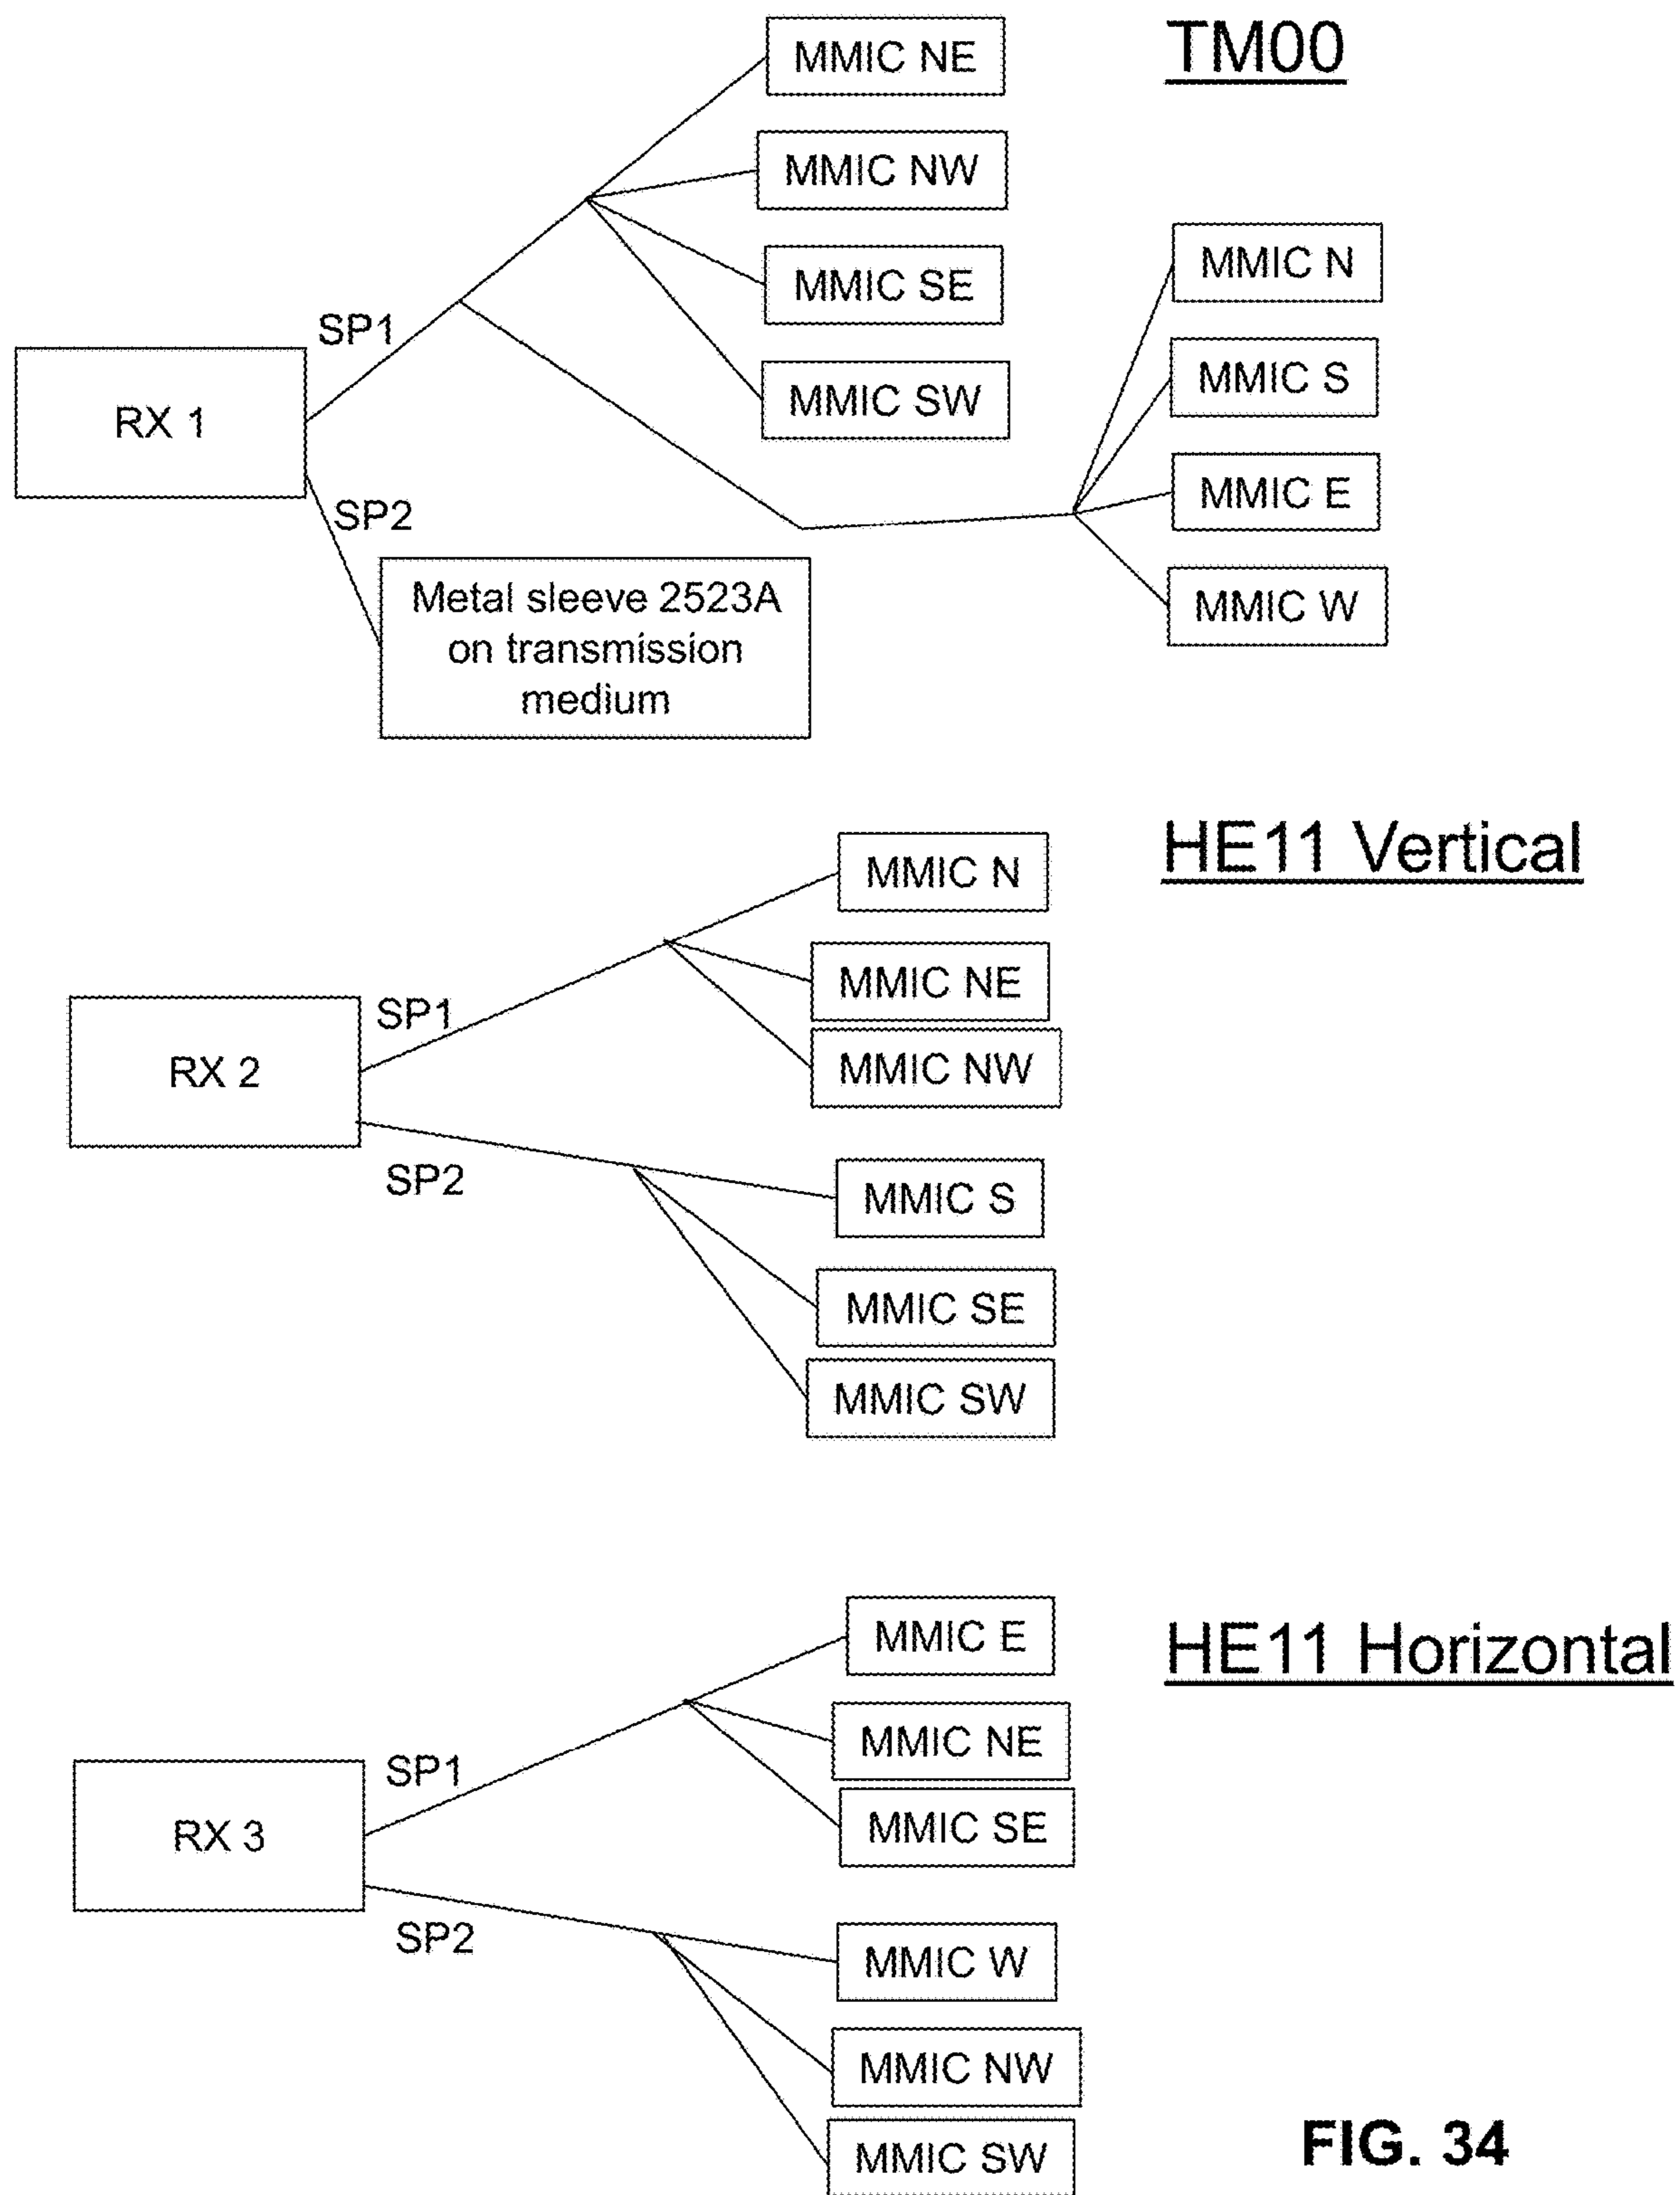 TM00
MMIC NE
MMIC NW
MMIC SE
MMIC SW
MMIC N
MMIC S
MMIC E
MMIC W
SP1
RX 1
SP2
Metal sleeve 2523A
on transmission
medium
HE11 Vertical
MMIC N
MMIC NE
MMIC NW
SP1
RX 2
SP2
MMIC S
MMIC SE
MMIC SW
HE11 Horizontal
MMIC E
MMIC NE
MMIC SE
SP1
RX 3
SP2
MMIC W
MMIC NW
MMIC SW
FIG. 34